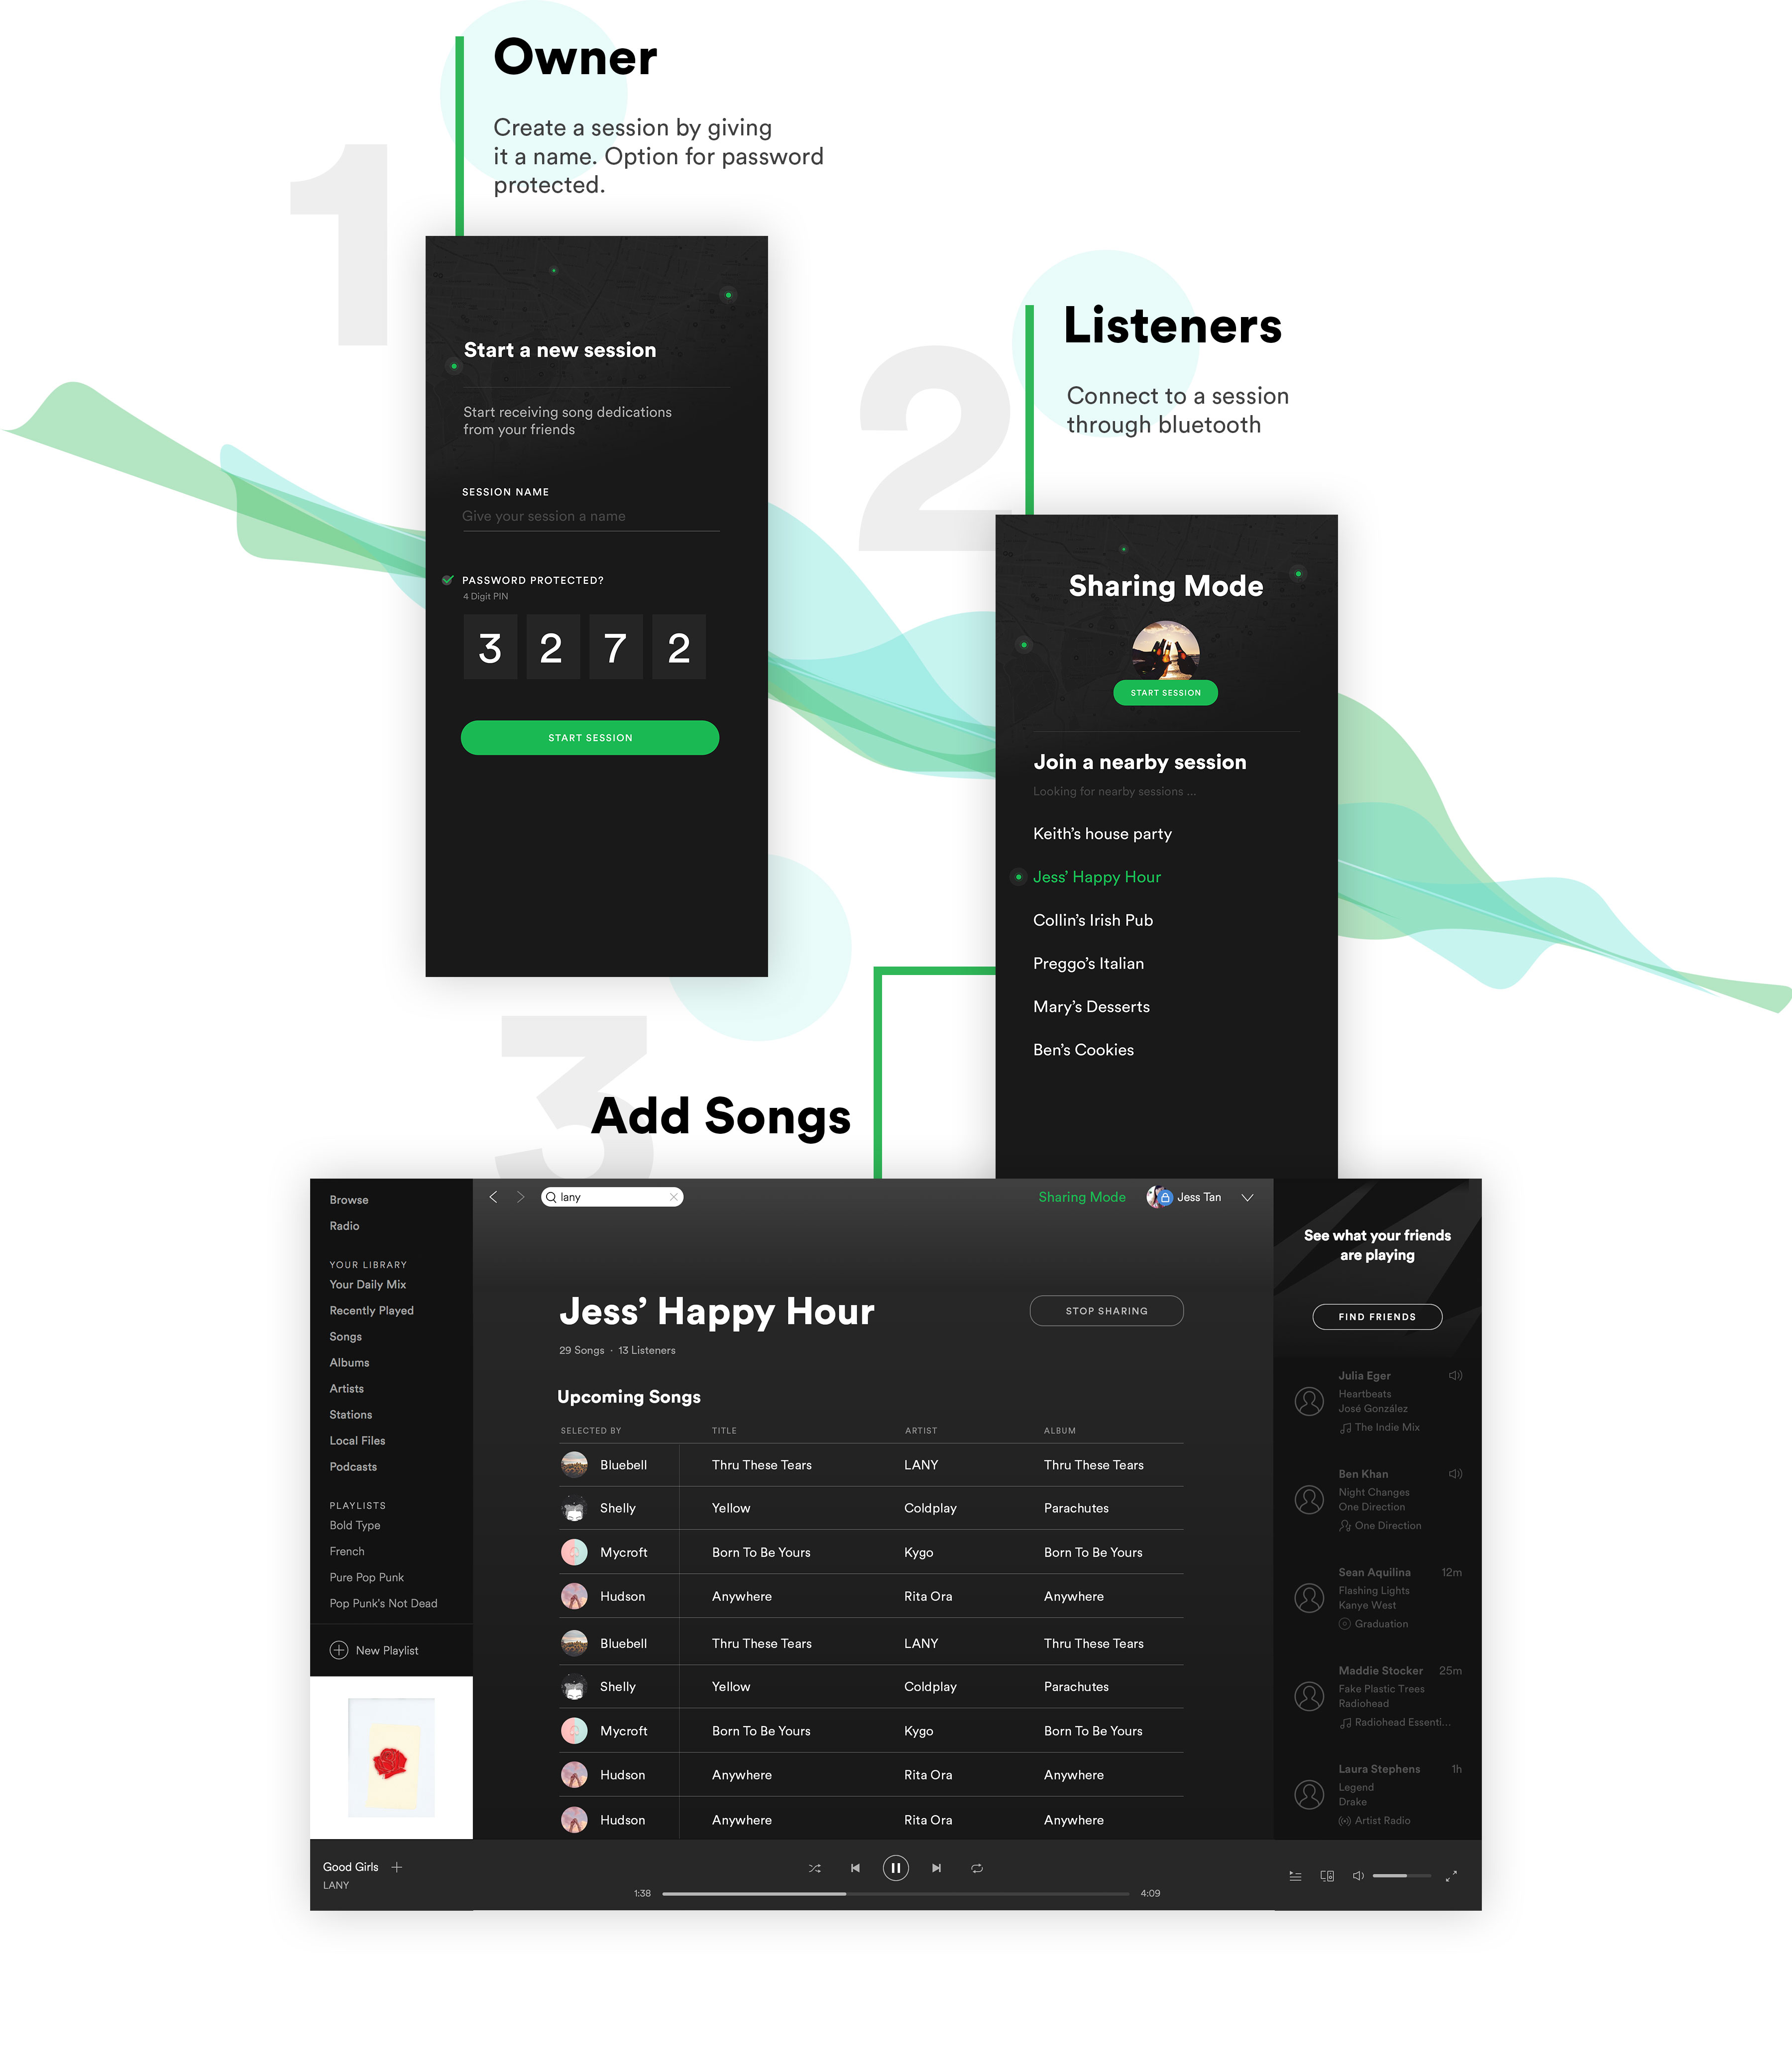 1
Owner
Create a session by giving
it a name. Option for password
protected.
Start a new session
Start receiving song dedications
from your friends
SESSION NAME
Give your session a name
PASSWORD PROTECTED?
4 Digit PIN
3 2 7 2
START SESSION
2
Listeners
Connect to a session
through bluetooth
Sharing Mode
START SESSION
Join a nearby session
Looking for nearby sessions ...
Keith’s house party
Jess’ Happy Hour
Collin’s Irish Pub
Preggo’s Italian
Mary’s Desserts
Ben’s Cookies
3
Add Songs
Browse
Radio
YOUR LIBRARY
Your Daily Mix
Recently Played
Songs
Albums
Artists
Stations
Local Files
Podcasts
PLAYLISTS
Bold Type
French
Pure Pop Punk
Pop Punk's Not Dead
New Playlist
lany
Sharing Mode
Jess Tan
Jess’ Happy Hour
STOP SHARING
29 Songs · 13 Listeners
Upcoming Songs
SELECTED BY TITLE ARTIST ALBUM
Bluebell Thru These Tears LANY Thru These Tears
Shelly Yellow Coldplay Parachutes
Mycroft Born To Be Yours Kygo Born To Be Yours
Hudson Anywhere Rita Ora Anywhere
Bluebell Thru These Tears LANY Thru These Tears
Shelly Yellow Coldplay Parachutes
Mycroft Born To Be Yours Kygo Born To Be Yours
Hudson Anywhere Rita Ora Anywhere
Hudson Anywhere Rita Ora Anywhere
See what your friends
are playing
FIND FRIENDS
Julia Eger
Heartbeats
José González
The Indie Mix
Ben Khan
Night Changes
One Direction
One Direction
Sean Aquilina 12m
Flashing Lights
Kanye West
Graduation
Maddie Stocker 25m
Fake Plastic Trees
Radiohead
Radiohead Essenti...
Laura Stephens 1h
Legend
Drake
Artist Radio
Good Girls
LANY
1:38 4:09